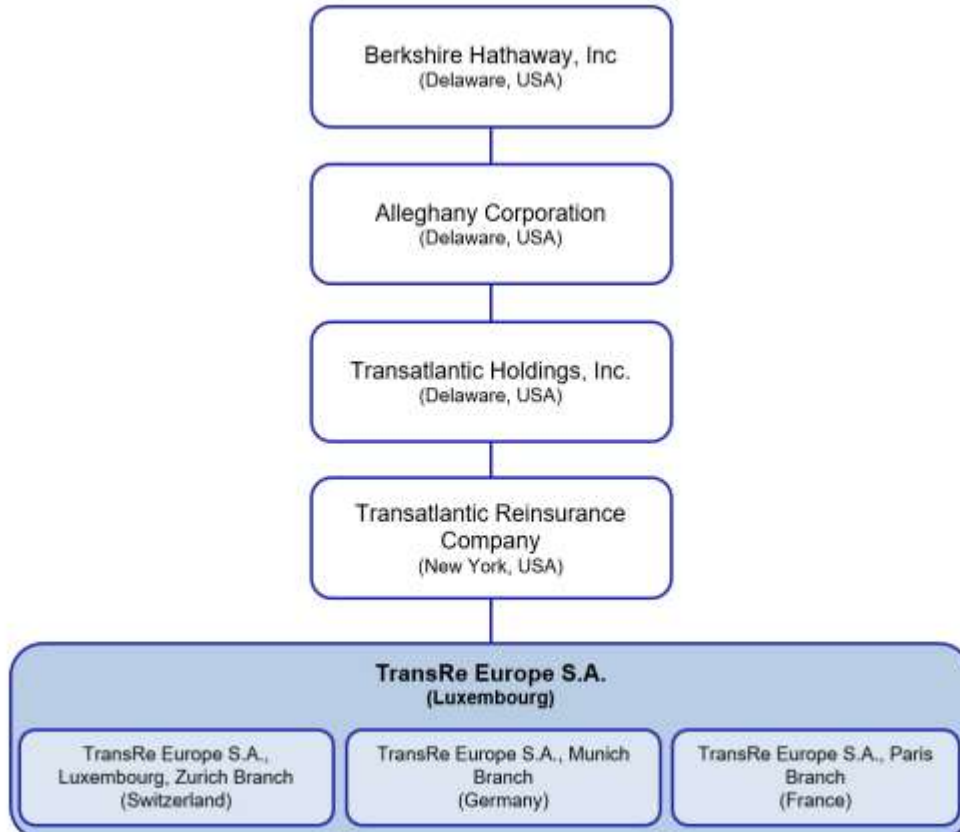 Berkshire Hathaway, Inc
(Delaware, USA)
Alleghany Corporation
(Delaware, USA)
Transatlantic Holdings, Inc.
(Delaware, USA)
Transatlantic Reinsurance
Company
(New York, USA)
TransRe Europe S.A.
(Luxembourg)
TransRe Europe S.A.,
Luxembourg, Zurich Branch
(Switzerland)
TransRe Europe S.A., Munich
Branch
(Germany)
TransRe Europe S.A., Paris
Branch
(France)